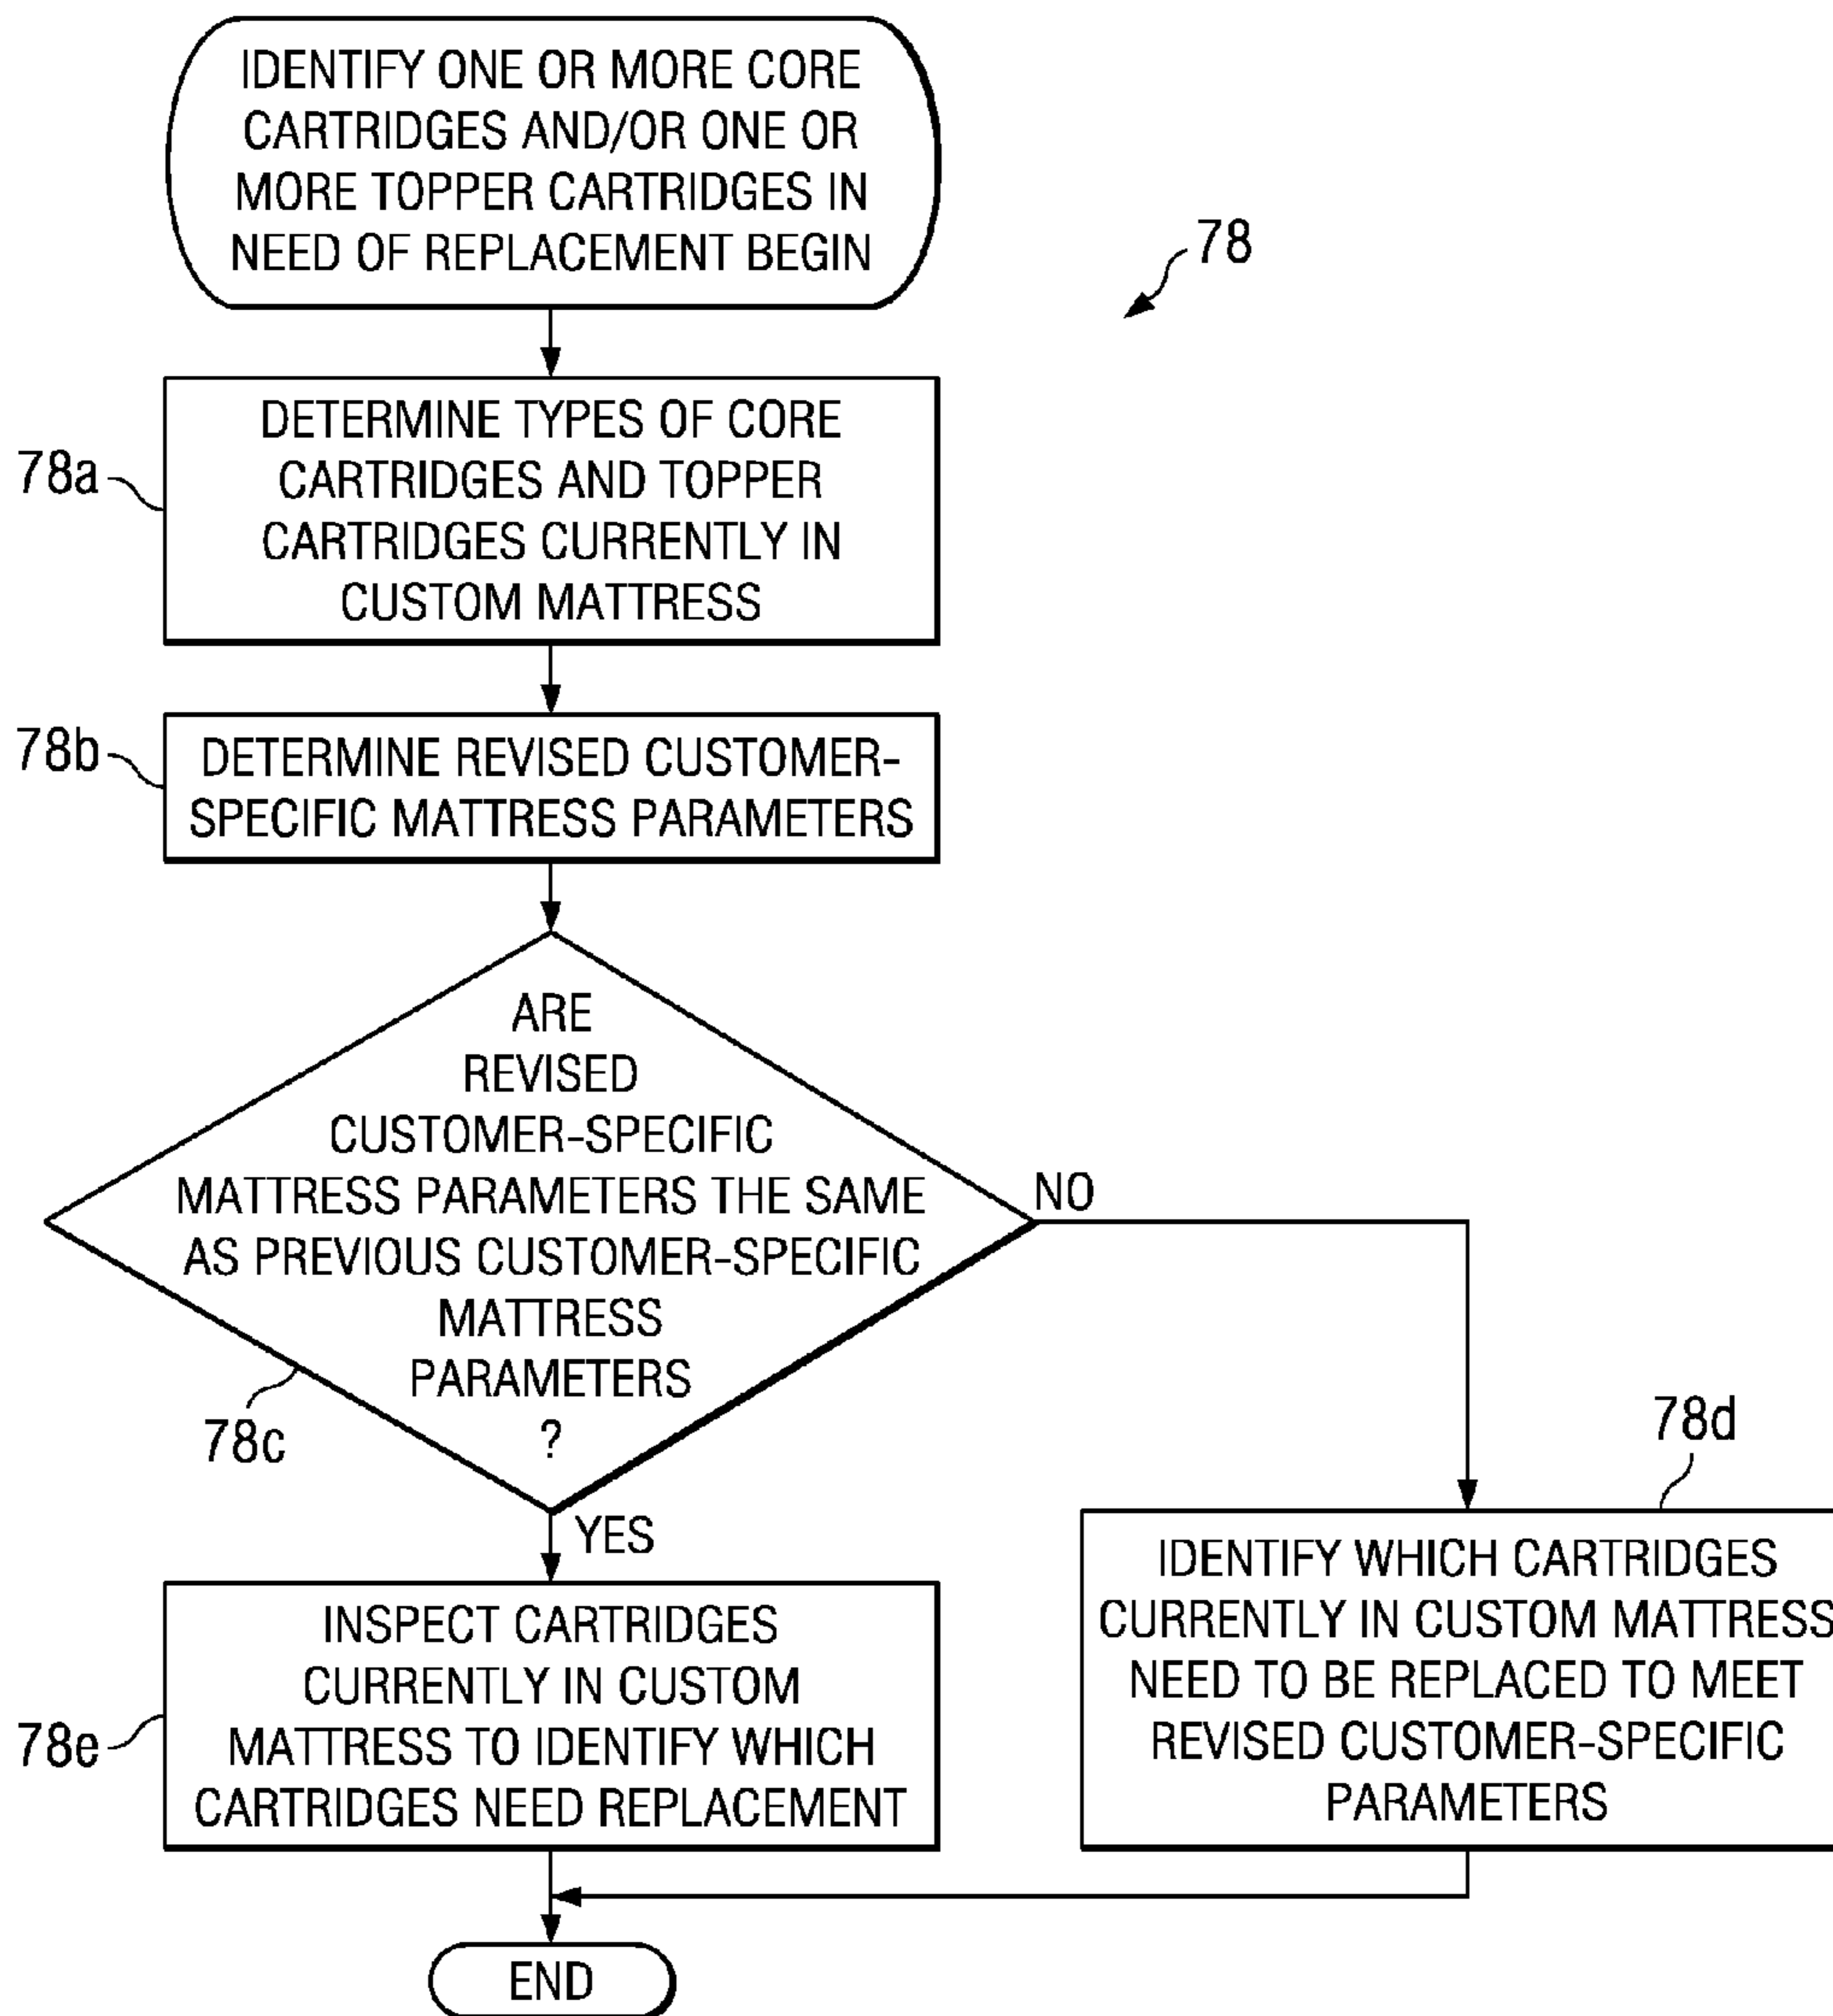 IDENTIFY ONE OR MORE CORE
CARTRIDGES AND/OR ONE OR
MORE TOPPER CARTRIDGES IN
NEED OF REPLACEMENT BEGIN
78
78a
DETERMINE TYPES OF CORE
CARTRIDGES AND TOPPER
CARTRIDGES CURRENTLY IN
CUSTOM MATTRESS
78b
DETERMINE REVISED CUSTOMER-
SPECIFIC MATTRESS PARAMETERS
ARE
REVISED
CUSTOMER-SPECIFIC
MATTRESS PARAMETERS THE SAME
AS PREVIOUS CUSTOMER-SPECIFIC
MATTRESS
PARAMETERS
?
78c
NO
YES
78d
IDENTIFY WHICH CARTRIDGES
CURRENTLY IN CUSTOM MATTRESS
NEED TO BE REPLACED TO MEET
REVISED CUSTOMER-SPECIFIC
PARAMETERS
78e
INSPECT CARTRIDGES
CURRENTLY IN CUSTOM
MATTRESS TO IDENTIFY WHICH
CARTRIDGES NEED REPLACEMENT
END